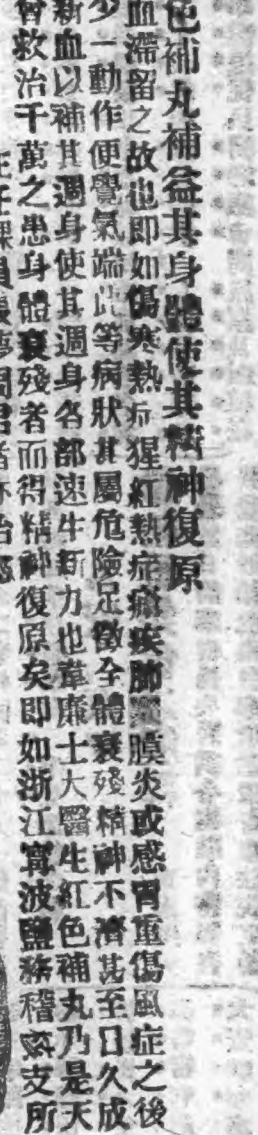 色補丸補益其身體使其精神復原
血滯留之故也即如傷寒熱疔猩紅熱症瘧疾肺炎膜炎或感冒重傷風症之後
少一動作便覺氣端此等病狀其屬危險足徵全體衰殘精神不濟甚至日久成
新血以補其週身使其週身各部速生新力也韋廉士大醫生紅色補丸乃是天
曾救治千萬之患身體衰殘者而得精神復原矣即如浙江寗波鹽務稽核支所